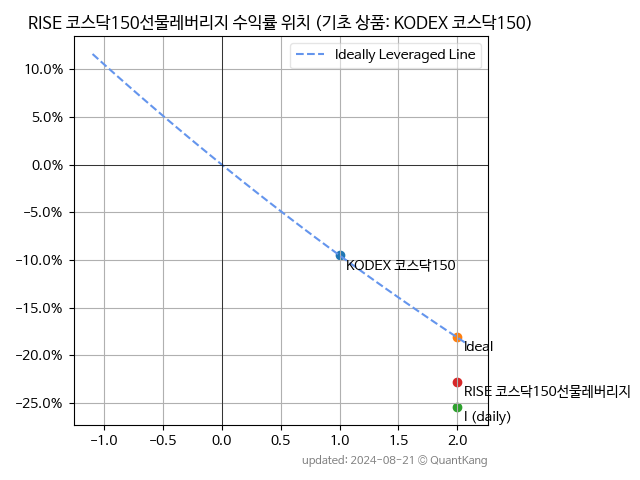 RISE 코스닥150선물레버리지 수익률 위치 (기초 상품: KODEX 코스닥150)
Ideally Leveraged Line
10.0%
5.0%
0.0%
−5.0%
−10.0%
−15.0%
−20.0%
−25.0%
KODEX 코스닥150
Ideal
RISE 코스닥150선물레버리지
I (daily)
−1.0 −0.5 0.0 0.5 1.0 1.5 2.0
updated: 2024-08-21 © QuantKang